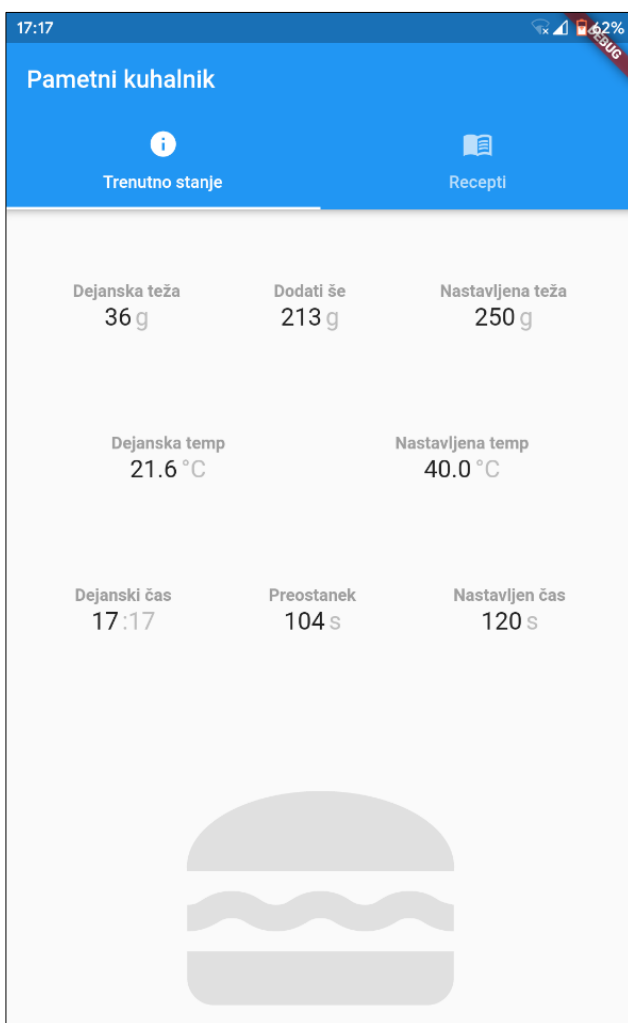 17:17 62%
DEBUG
Pametni kuhalnik
Trenutno stanje Recepti
Dejanska teža Dodati še Nastavljena teža
36 g 213 g 250 g
Dejanska temp Nastavljena temp
21.6 °C 40.0 °C
Dejanski čas Preostanek Nastavljen čas
17:17 104 s 120 s